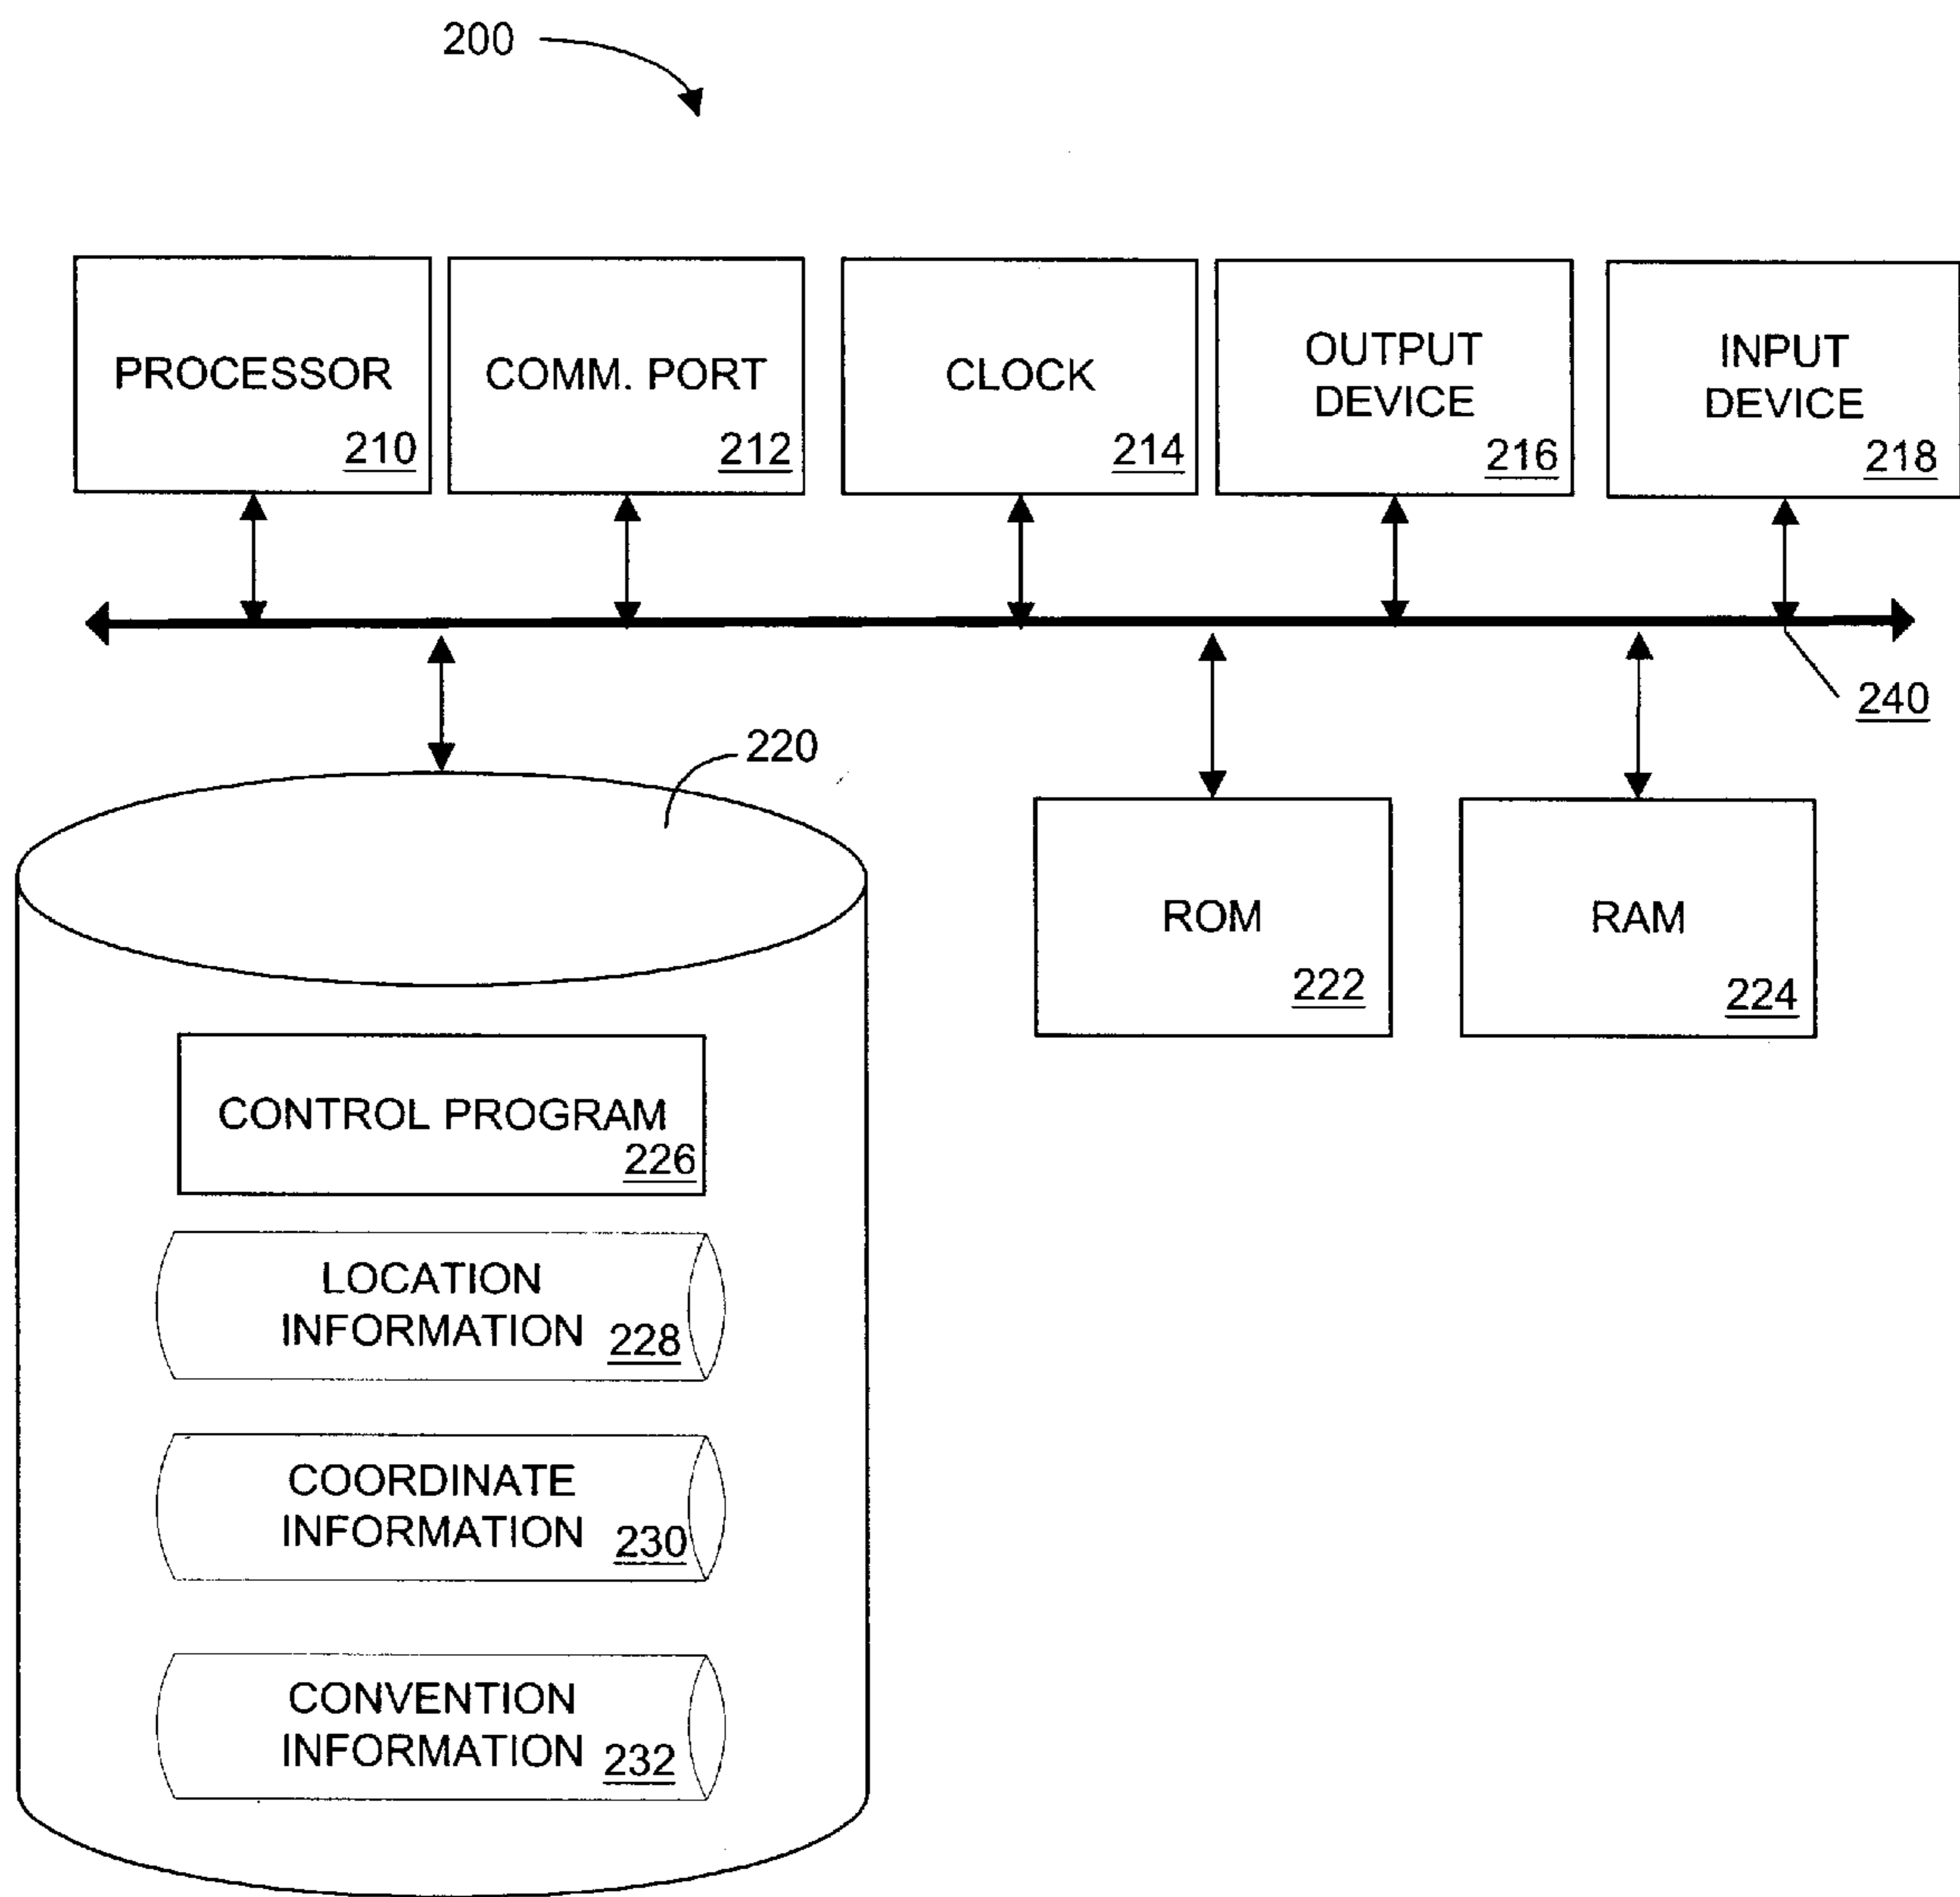 200
PROCESSOR
210
COMM. PORT
212
CLOCK
214
OUTPUT
DEVICE
216
INPUT
DEVICE
218
240
220
ROM
222
RAM
224
CONTROL PROGRAM
226
LOCATION
INFORMATION 228
COORDINATE
INFORMATION 230
CONVENTION
INFORMATION 232